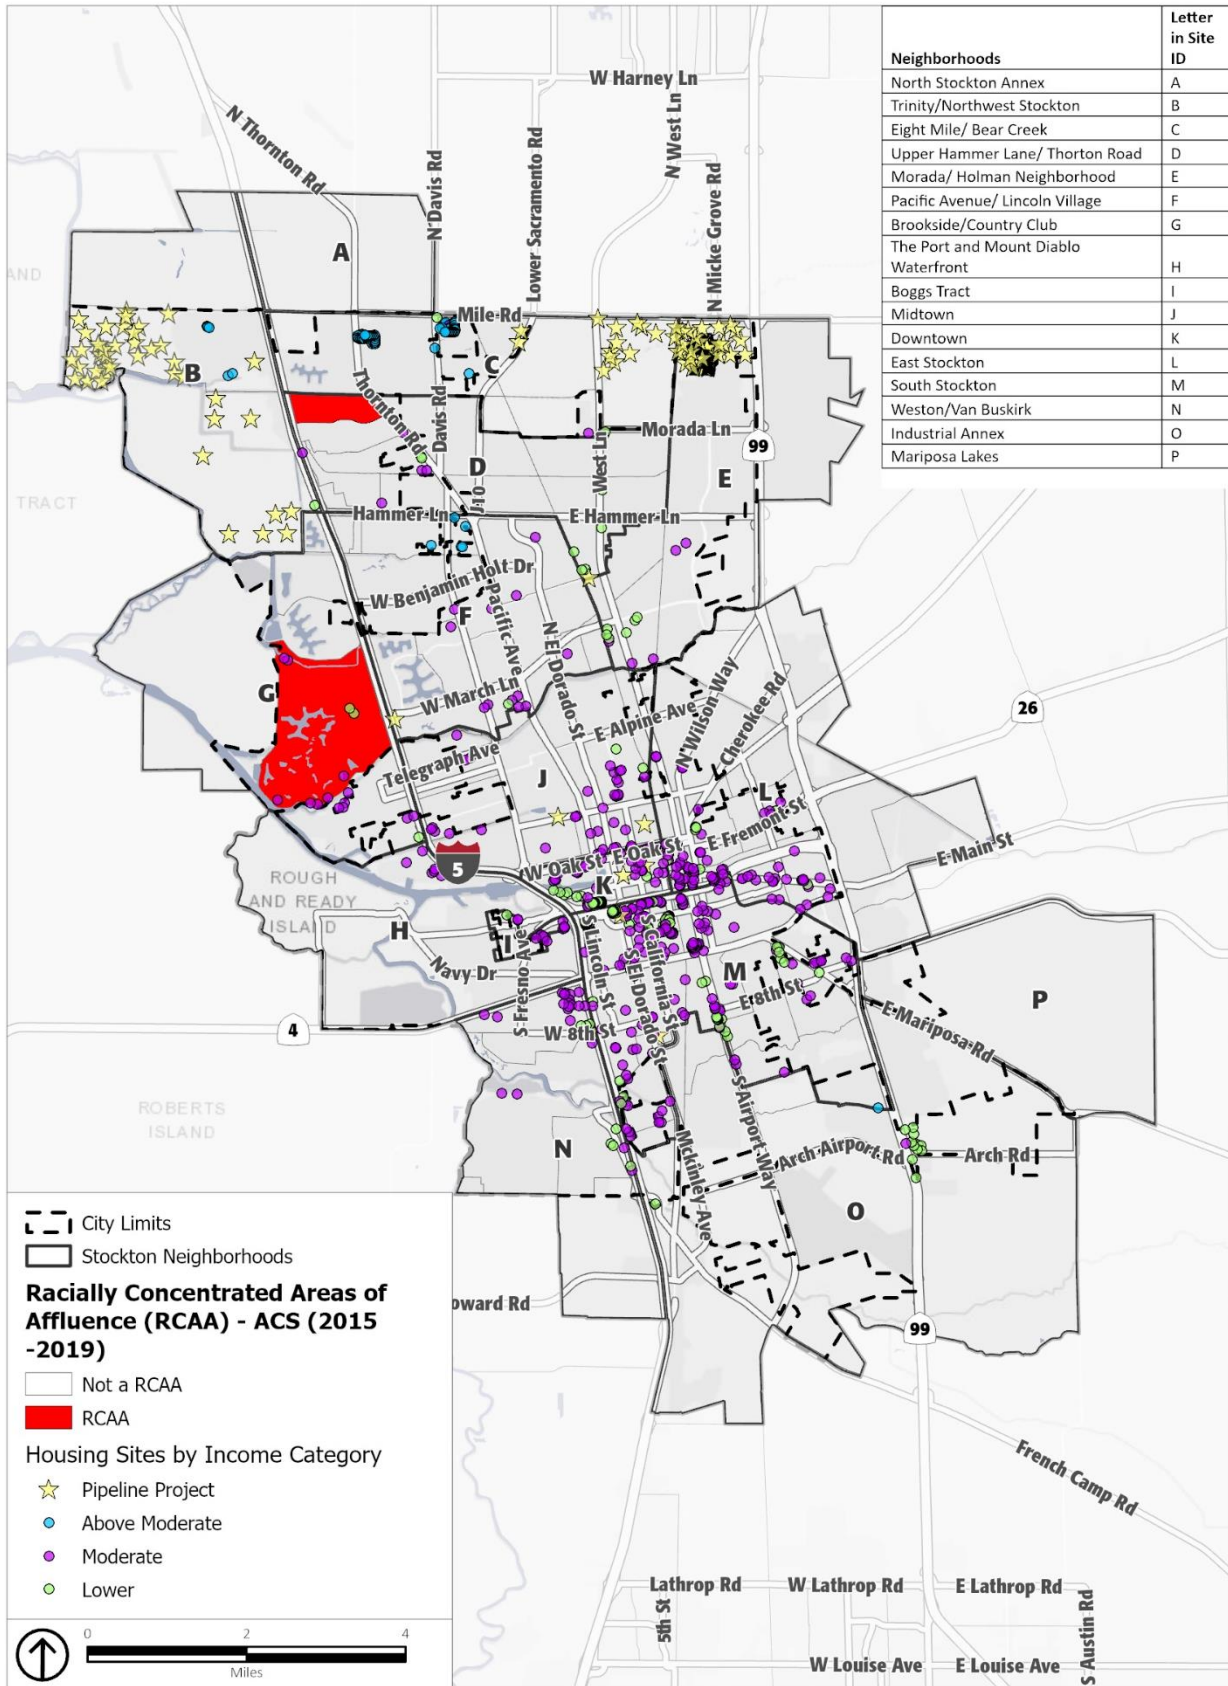 Neighborhoods
Letter
in Site
ID
North Stockton Annex A
Trinity/Northwest Stockton B
Eight Mile/ Bear Creek C
Upper Hammer Lane/ Thorton Road D
Morada/ Holman Neighborhood E
Pacific Avenue/ Lincoln Village F
Brookside/Country Club G
The Port and Mount Diablo
Waterfront H
Boggs Tract I
Midtown J
Downtown K
East Stockton L
South Stockton M
Weston/Van Buskirk N
Industrial Annex O
Mariposa Lakes P
W Harney Ln
N Thornton Rd
N Davis Rd
Lower Sacramento Rd
N West Ln
N Micke Grove Rd
A
AND
Mile Rd
B
C
Thornton Rd
Davis Rd
Morada Ln
99
West Ln
D
E
J10
TRACT
Hammer Ln
E Hammer Ln
W Benjamin Holt Dr
F
Pacific Ave
N El Dorado St
G
W March Ln
N Wilson Way
Cherokee Rd
26
E Alpine Ave
Telegraph Ave
J
L
E Fremont St
E Main St
W Oak St
E Oak St
5
K
ROUGH
AND READY
ISLAND
H
I
S Fresno Ave
Navy Dr
S Lincoln St
S California St
S El Dorado St
M
E 8th St
P
4
W 8th St
E Mariposa Rd
ROBERTS
ISLAND
S Airport Way
N
Mckinley Ave
Arch Airport Rd
Arch Rd
O
oward Rd
99
French Camp Rd
Lathrop Rd
W Lathrop Rd
E Lathrop Rd
5th St
S Austin Rd
W Louise Ave
E Louise Ave
City Limits
Stockton Neighborhoods
Racially Concentrated Areas of
Affluence (RCAA) - ACS (2015
-2019)
Not a RCAA
RCAA
Housing Sites by Income Category
Pipeline Project
Above Moderate
Moderate
Lower
0 2 4
Miles